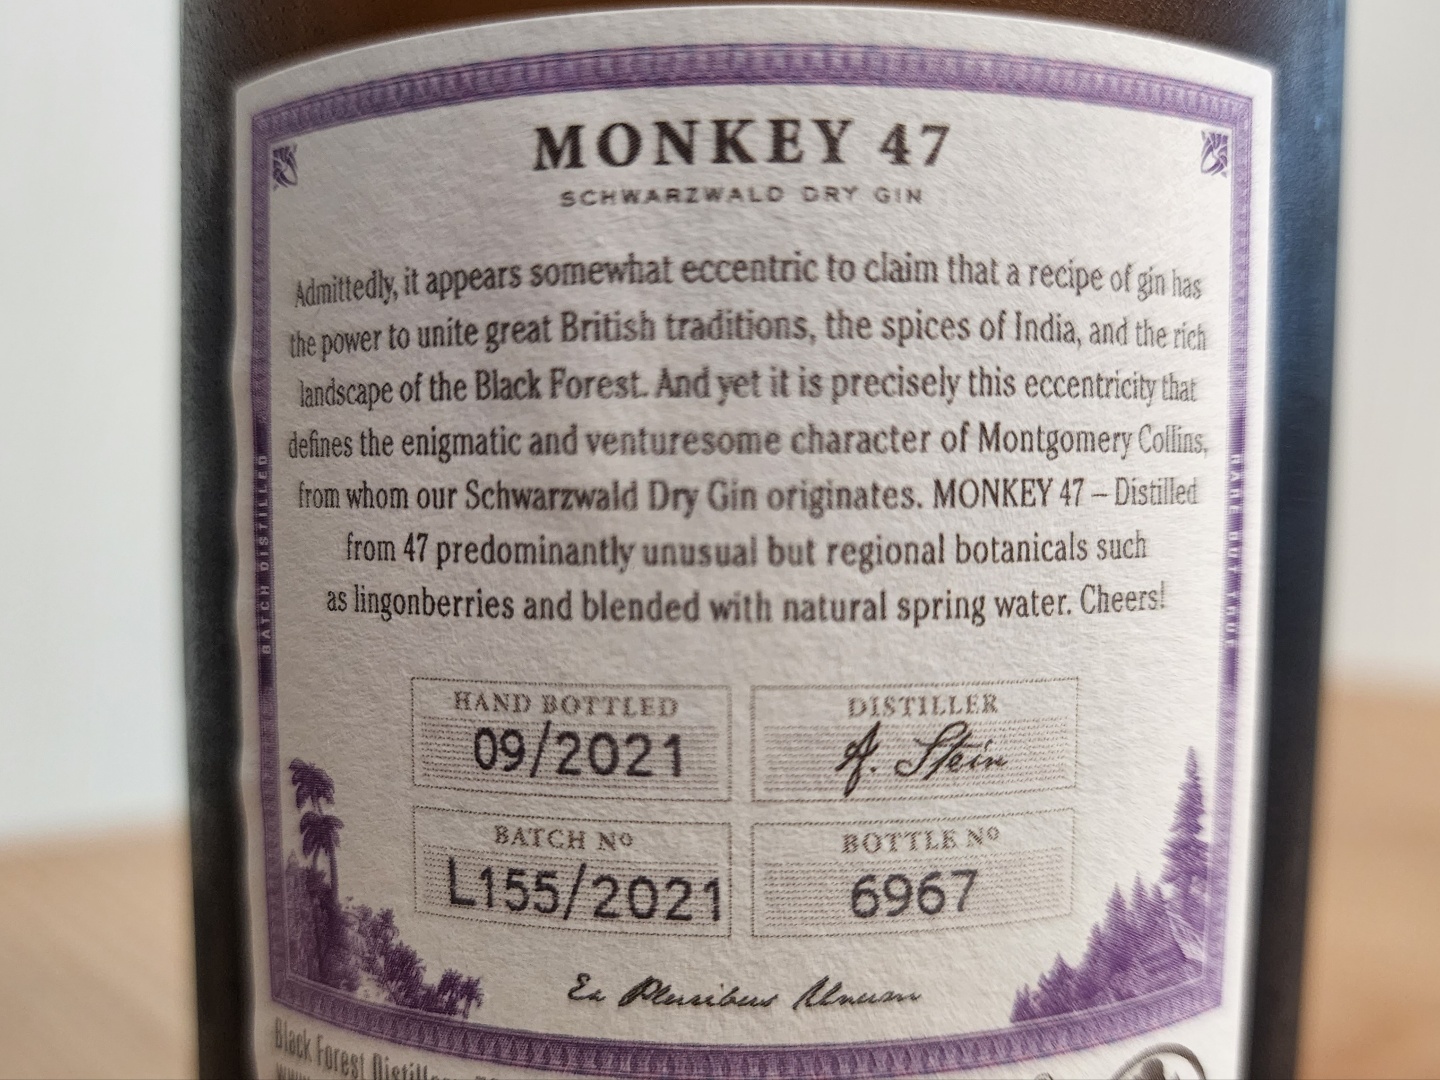 MONKEY 47
SCHWARZWALD DRY GIN
Admittedly, it appears somewhat eccentric to claim that a recipe of gin has
the power to unite great British traditions, the spices of India, and the rich
landscape of the Black Forest. And yet it is precisely this eccentricity that
defines the enigmatic and venturesome character of Montgomery Collins,
from whom our Schwarzwald Dry Gin originates. MONKEY 47 – Distilled
from 47 predominantly unusual but regional botanicals such
as lingonberries and blended with natural spring water. Cheers!
BATCH DISTILLED
HAND BOTTLED
09/2021
DISTILLER
A. Stein
BATCH Nº
L155/2021
BOTTLE Nº
6967
Ex Pluribus Unum
Black Forest